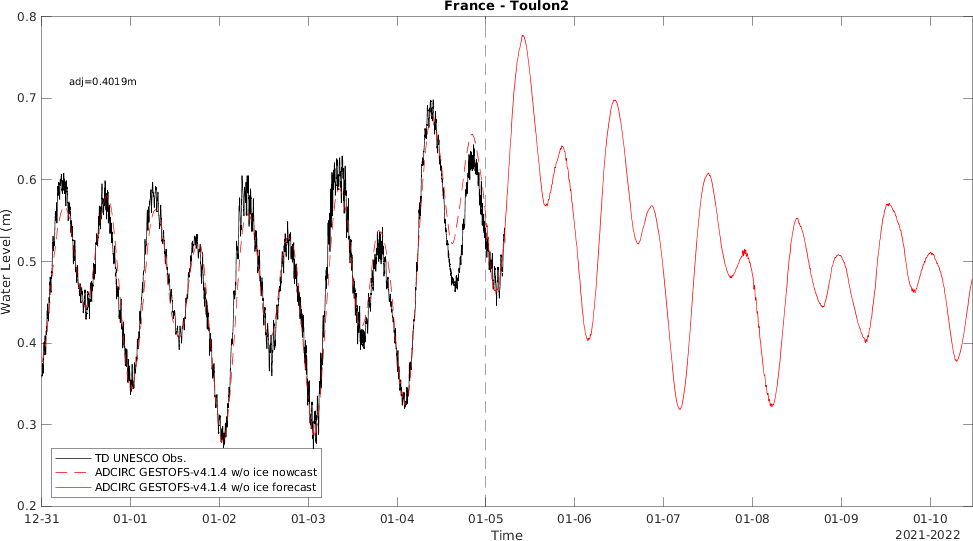 France - Toulon2
adj=0.4019m
Water Level (m)
0.8
0.7
0.6
0.5
0.4
0.3
0.2
TD UNESCO Obs.
ADCIRC GESTOFS-v4.1.4 w/o ice nowcast
ADCIRC GESTOFS-v4.1.4 w/o ice forecast
12-31 01-01 01-02 01-03 01-04 01-05 01-06 01-07 01-08 01-09 01-10
Time
2021-2022